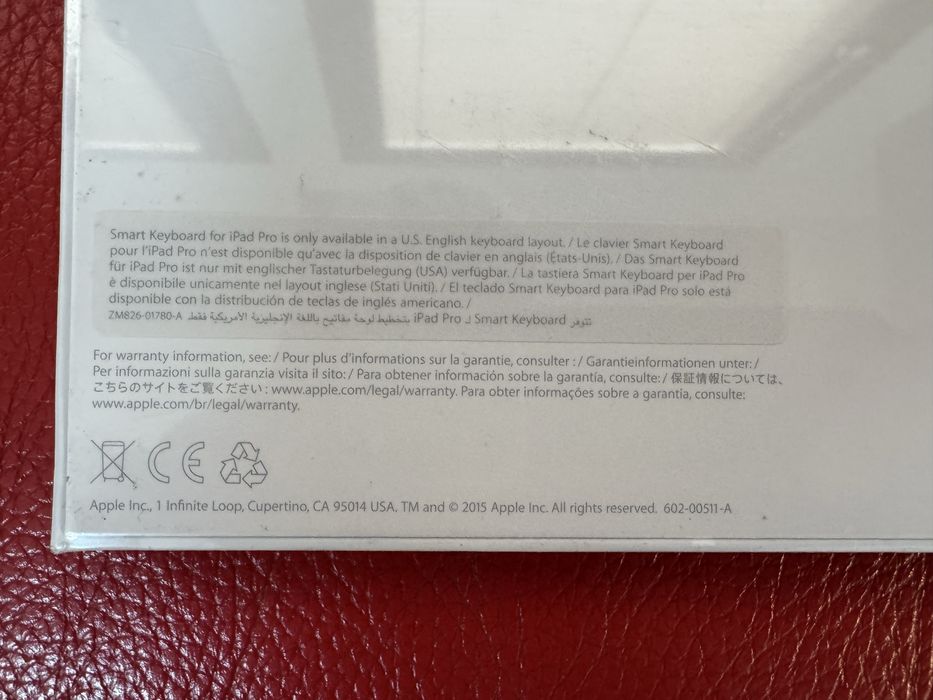 Smart Keyboard for iPad Pro is only available in a U.S. English keyboard layout. / Le clavier Smart Keyboard
pour l'iPad Pro n'est disponible qu'avec la disposition de clavier en anglais (États-Unis). / Das Smart Keyboard
für iPad Pro ist nur mit englischer Tastaturbelegung (USA) verfügbar. / La tastiera Smart Keyboard per iPad Pro
è disponibile unicamente nel layout inglese (Stati Uniti). / El teclado Smart Keyboard para iPad Pro solo está
disponible con la distribución de teclas de inglés americano. /
تتوفر Smart Keyboard لـ iPad Pro بتخطيط لوحة مفاتيح باللغة الإنجليزية الأمريكية فقط. ZM826-01780-A
For warranty information, see: / Pour plus d'informations sur la garantie, consulter : / Garantieinformationen unter: /
Per informazioni sulla garanzia visita il sito: / Para obtener información sobre la garantía, consulte: / 保証情報については、
こちらのサイトをご覧ください : www.apple.com/legal/warranty. Para obter informações sobre a garantia, consulte:
www.apple.com/br/legal/warranty.
CE
Apple Inc., 1 Infinite Loop, Cupertino, CA 95014 USA. TM and © 2015 Apple Inc. All rights reserved. 602-00511-A